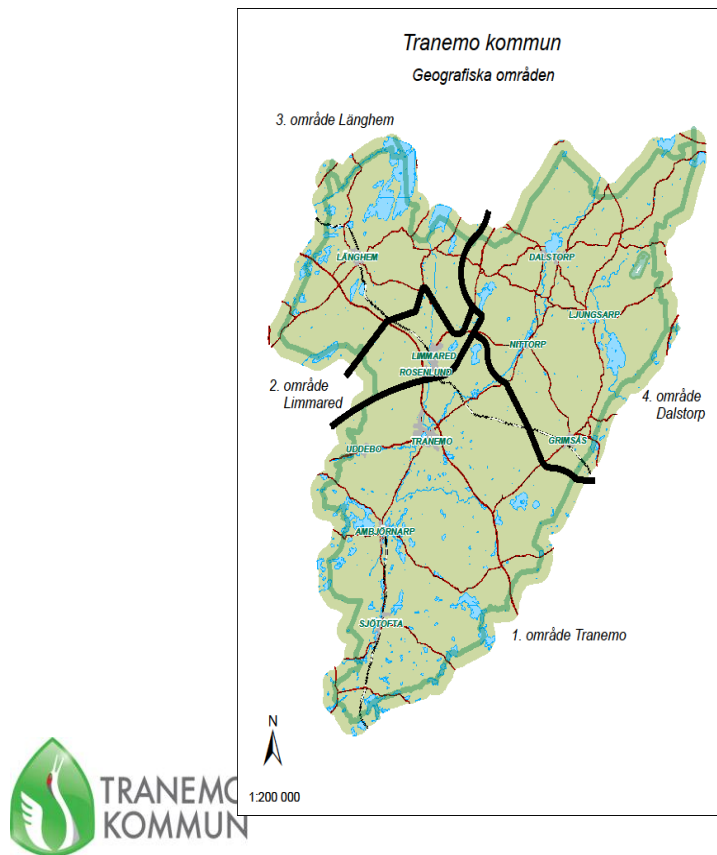 Tranemo kommun
Geografiska områden
3. område Länghem
LÄNGHEM
DALSTORP
LJUNGSARP
NITTORP
LIMMARED
ROSENLUND
2. område
Limmared
4. område
Dalstorp
TRANEMO
GRIMSÅS
UDDEBO
AMBJÖRNARP
SJÖTOFTA
1. område Tranemo
N
1:200 000
TRANEMO
KOMMUN